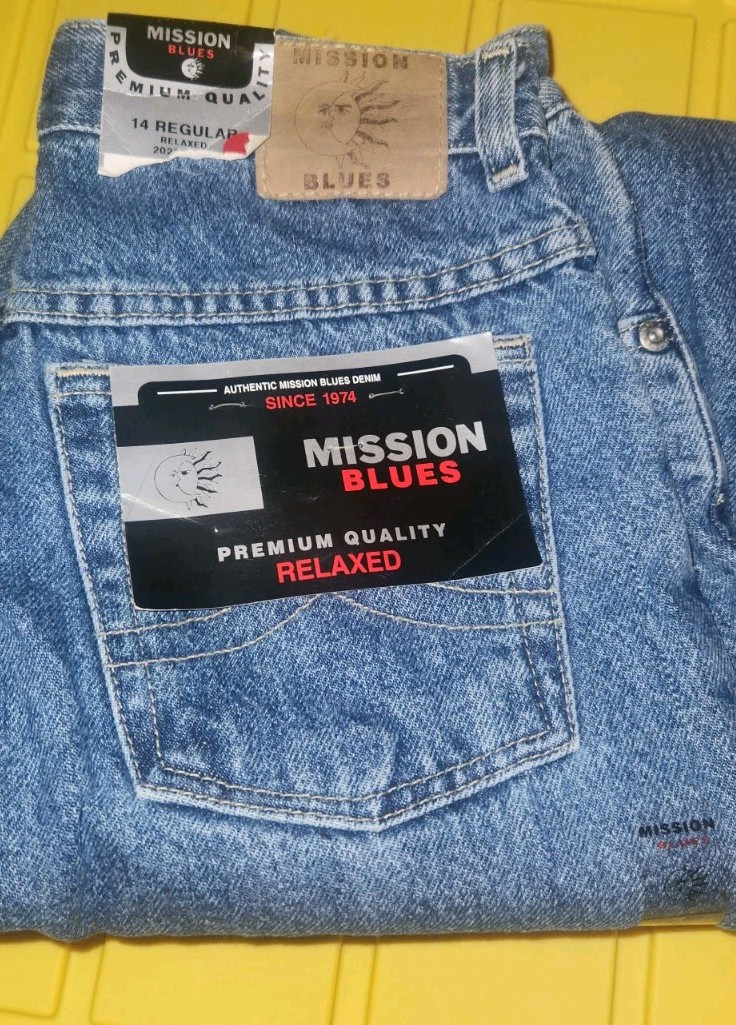 MISSION
BLUES
PREMIUM QUALITY
14 REGULAR
RELAXED
MISSION
BLUES
AUTHENTIC MISSION BLUES DENIM
SINCE 1974
MISSION
BLUES
PREMIUM QUALITY
RELAXED
MISSION
BLUES